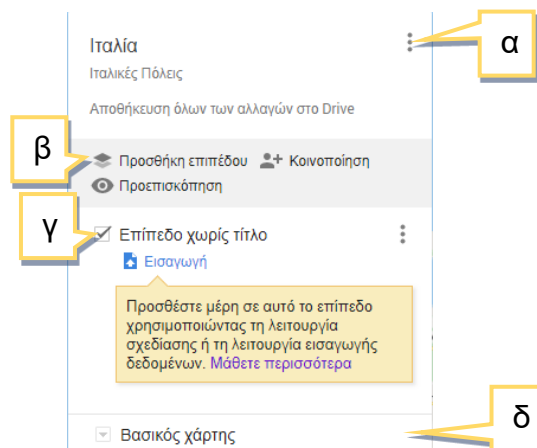 Ιταλία
α
Ιταλικές Πόλεις
Αποθήκευση όλων των αλλαγών στο Drive
β
Προσθήκη επιπέδου Κοινοποίηση
Προεπισκόπηση
γ
Επίπεδο χωρίς τίτλο
Εισαγωγή
Προσθέστε μέρη σε αυτό το επίπεδο
χρησιμοποιώντας τη λειτουργία
σχεδίασης ή τη λειτουργία εισαγωγής
δεδομένων. Μάθετε περισσότερα
δ
Βασικός χάρτης